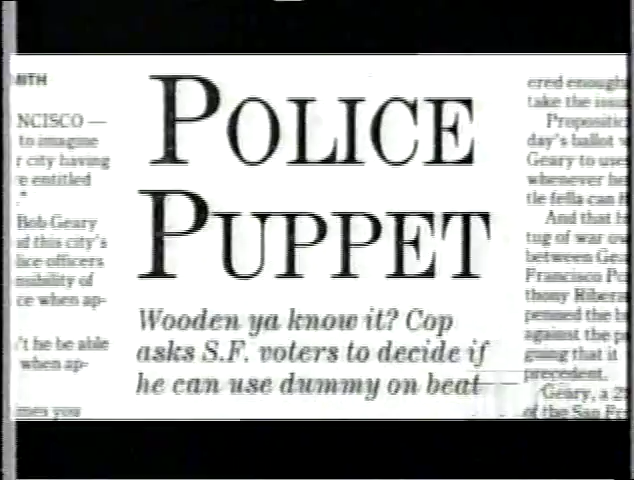 NCISCO —
to imagine
r city having
e entitled
Bob Geary
d this city's
lice officers
nsibility of
ce when ap-
't he be able
when ap-
mes you
POLICE
PUPPET
Wooden ya know it? Cop
asks S.F. voters to decide if
he can use dummy on beat
ered enough
take the issu
Propositio
day's ballot w
Geary to use
whenever he
tle fella can h
And that h
tug of war ov
between Gea
Francisco Po
thony Ribera
penned the b
against the p
going that it
precedent.
Geary, a 2
of the San Fr